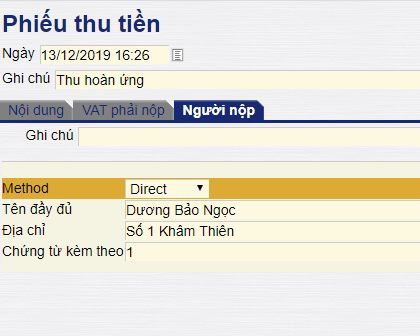 Phiếu thu tiền
Ngày 13/12/2019 16:26
Ghi chú Thu hoàn ứng
Nội dung VAT phải nộp Người nộp
Ghi chú
Method Direct
Tên đầy đủ Dương Bảo Ngọc
Địa chỉ Số 1 Khâm Thiên
Chứng từ kèm theo 1